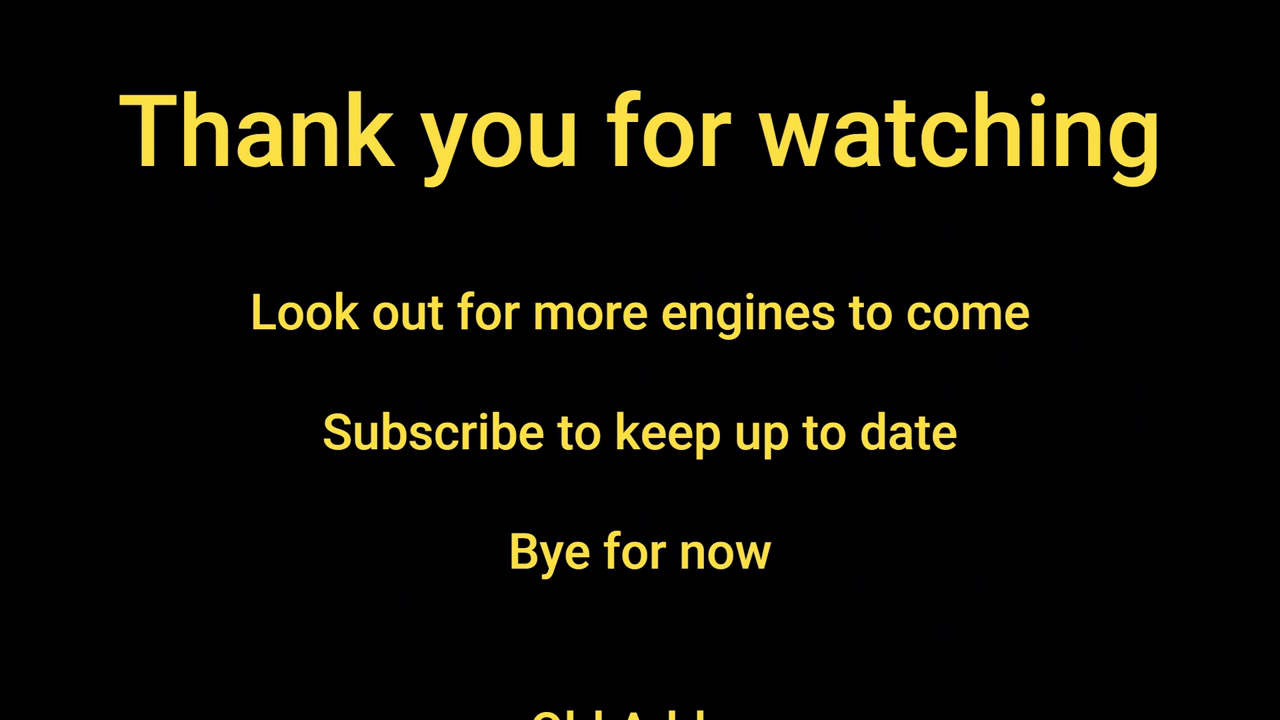 Thank you for watching
Look out for more engines to come
Subscribe to keep up to date
Bye for now